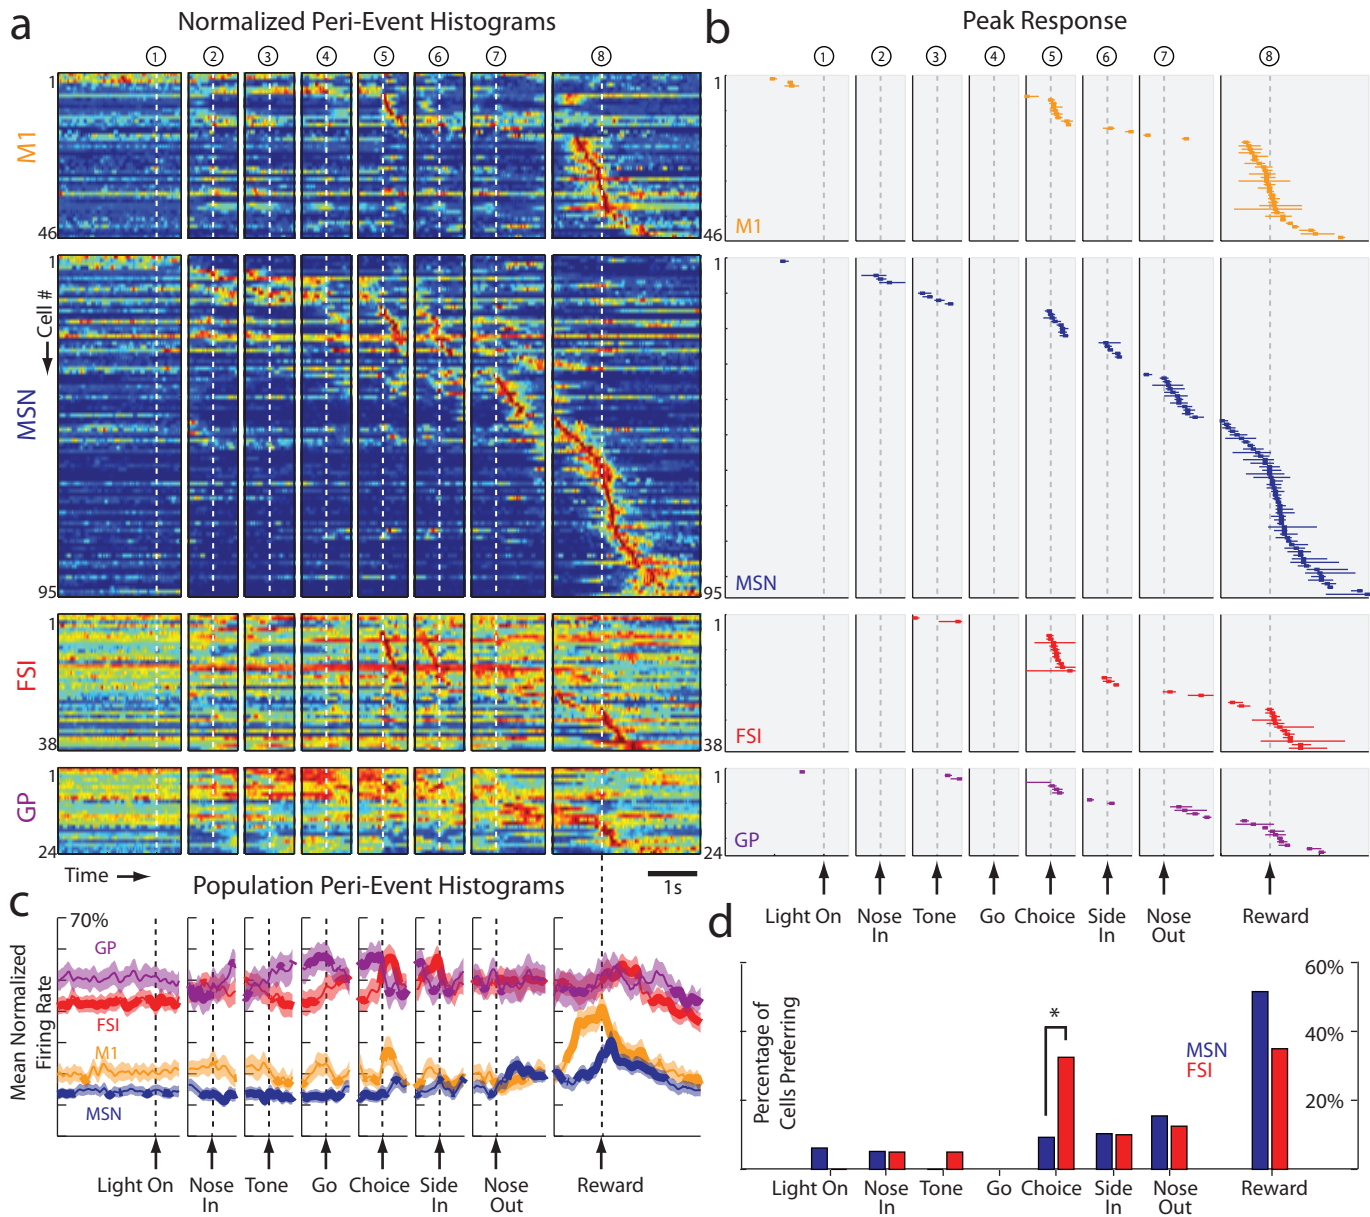 a
Normalized Peri-Event Histograms
b
Peak Response
1 2 3 4 5 6 7 8
1 2 3 4 5 6 7 8
1
M1
46
1
M1
46
1
Cell #
MSN
95
1
MSN
95
1
FSI
38
1
FSI
38
1
GP
24
1
GP
24
Time
1s
Light On
Nose In
Tone
Go
Choice
Side In
Nose Out
Reward
c
Population Peri-Event Histograms
Mean Normalized
Firing Rate
70%
GP
FSI
M1
MSN
Light On
Nose In
Tone
Go
Choice
Side In
Nose Out
Reward
d
Percentage of
Cells Preferring
*
MSN
FSI
60%
40%
20%
Light On
Nose In
Tone
Go
Choice
Side In
Nose Out
Reward